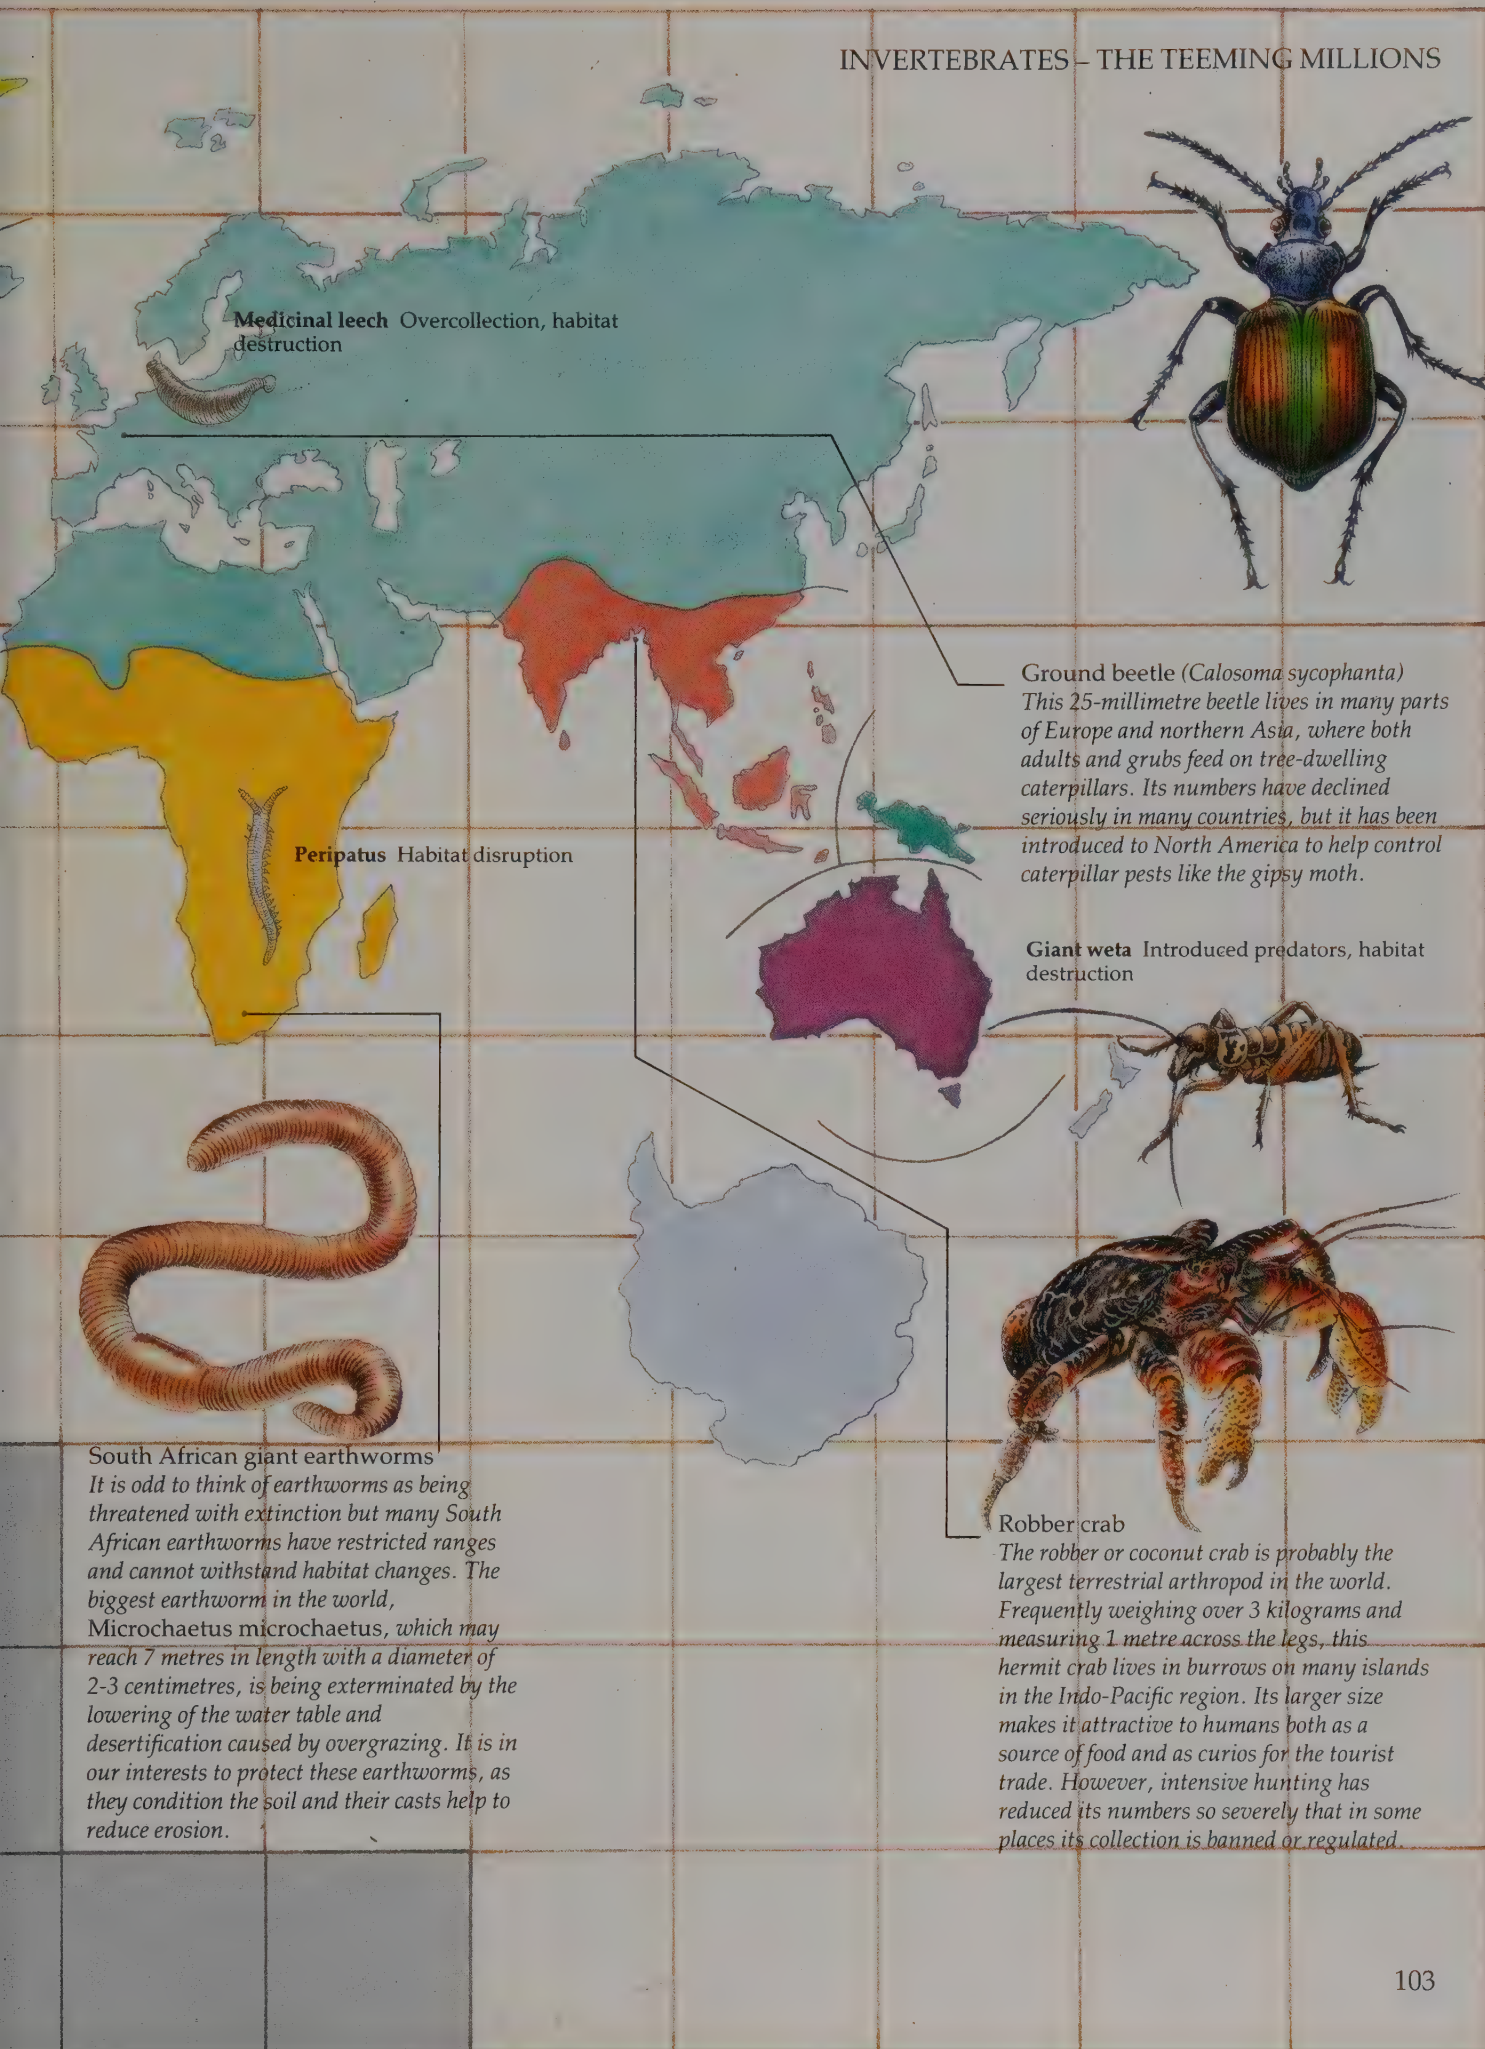 INVERTEBRATES – THE TEEMING MILLIONS
Medicinal leech Overcollection, habitat
destruction
Ground beetle (Calosoma sycophanta)
This 25-millimetre beetle lives in many parts
of Europe and northern Asia, where both
adults and grubs feed on tree-dwelling
caterpillars. Its numbers have declined
seriously in many countries, but it has been
introduced to North America to help control
caterpillar pests like the gipsy moth.
Peripatus Habitat disruption
Giant weta Introduced predators, habitat
destruction
South African giant earthworms
It is odd to think of earthworms as being
threatened with extinction but many South
African earthworms have restricted ranges
and cannot withstand habitat changes. The
biggest earthworm in the world,
Microchaetus microchaetus, which may
reach 7 metres in length with a diameter of
2-3 centimetres, is being exterminated by the
lowering of the water table and
desertification caused by overgrazing. It is in
our interests to protect these earthworms, as
they condition the soil and their casts help to
reduce erosion.
Robber crab
The robber or coconut crab is probably the
largest terrestrial arthropod in the world.
Frequently weighing over 3 kilograms and
measuring 1 metre across the legs, this
hermit crab lives in burrows on many islands
in the Indo-Pacific region. Its larger size
makes it attractive to humans both as a
source of food and as curios for the tourist
trade. However, intensive hunting has
reduced its numbers so severely that in some
places its collection is banned or regulated.
103